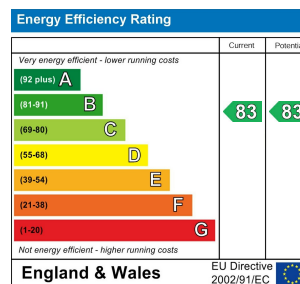 Energy Efficiency Rating
Current Potentia
Very energy efficient - lower running costs
(92 plus) A
(81-91) B
(69-80) C
(55-68) D
(39-54) E
(21-38) F
(1-20) G
83 83
Not energy efficient - higher running costs
England & Wales
EU Directive
2002/91/EC